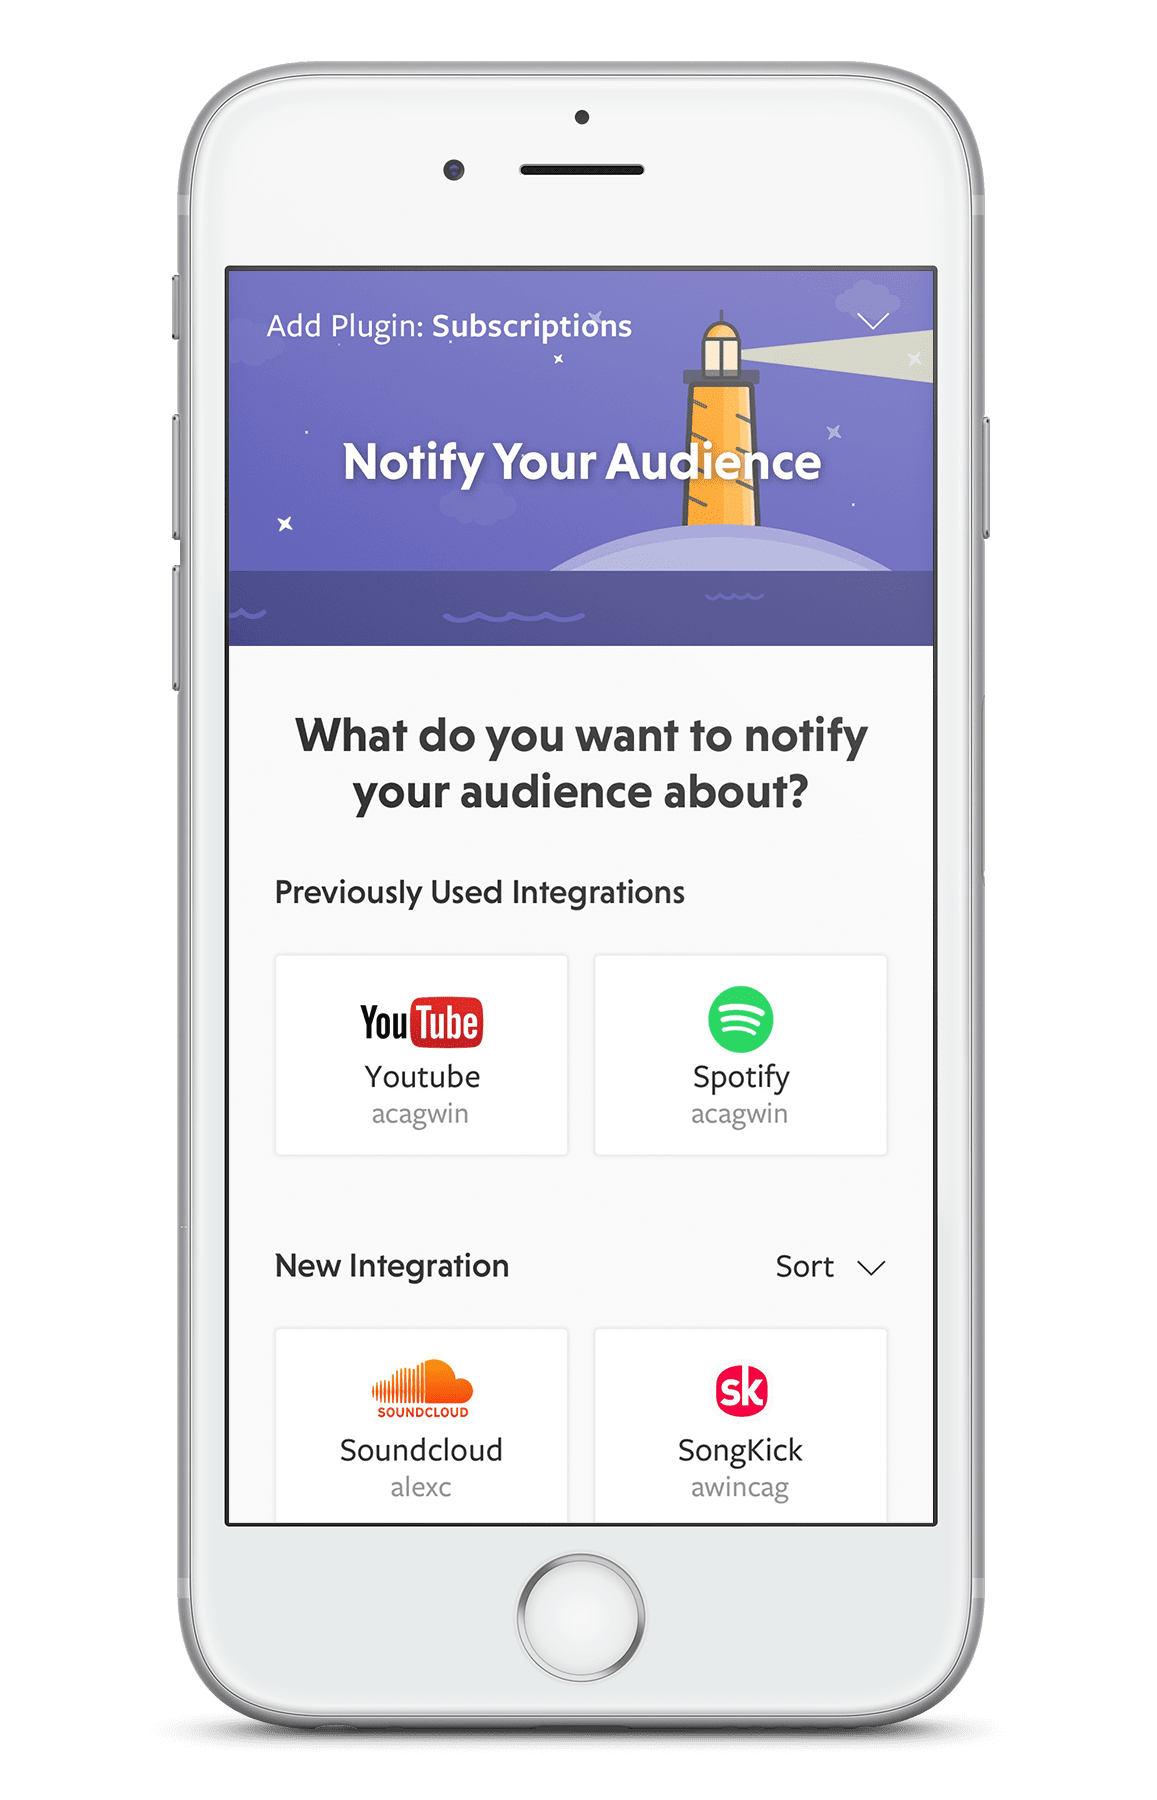 Add Plugin: Subscriptions
Notify Your Audience
What do you want to notify
your audience about?
Previously Used Integrations
YouTube
Youtube
acagwin
Spotify
acagwin
New Integration
Sort
SOUNDCLOUD
Soundcloud
alexc
sk
SongKick
awincag